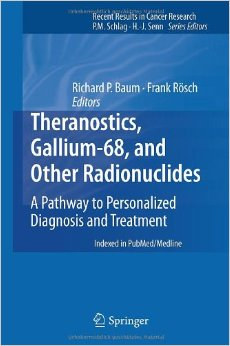 Recent Results in Cancer Research
P.M. Schlag · H.-J. Senn Series Editors
Richard P. Baum · Frank Rösch
Editors
Theranostics,
Gallium-68, and
Other Radionuclides
A Pathway to Personalized
Diagnosis and Treatment
Indexed in PubMed/Medline
Springer